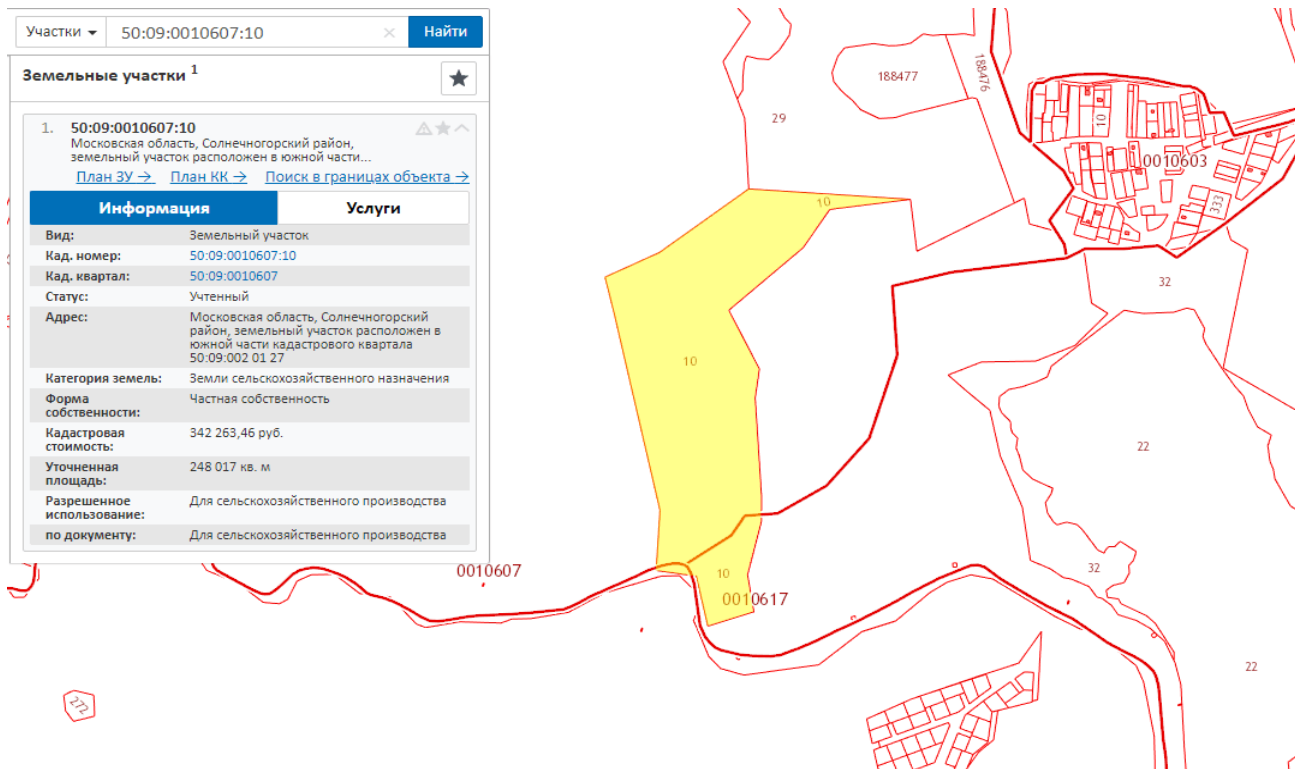 Участки
50:09:0010607:10
×
Найти
Земельные участки 1
1. 50:09:0010607:10
Московская область, Солнечногорский район,
земельный участок расположен в южной части...
План ЗУ → План КК → Поиск в границах объекта →
Информация Услуги
Вид: Земельный участок
Кад. номер: 50:09:0010607:10
Кад. квартал: 50:09:0010607
Статус: Учтенный
Адрес: Московская область, Солнечногорский
район, земельный участок расположен в
южной части кадастрового квартала
50:09:002 01 27
Категория земель: Земли сельскохозяйственного назначения
Форма Частная собственность
собственности:
Кадастровая 342 263,46 руб.
стоимость:
Уточненная 248 017 кв. м
площадь:
Разрешенное Для сельскохозяйственного производства
использование:
по документу: Для сельскохозяйственного производства
188477
188476
29
10
0010603
333
10
32
10
22
0010607
10
32
0010617
22
272